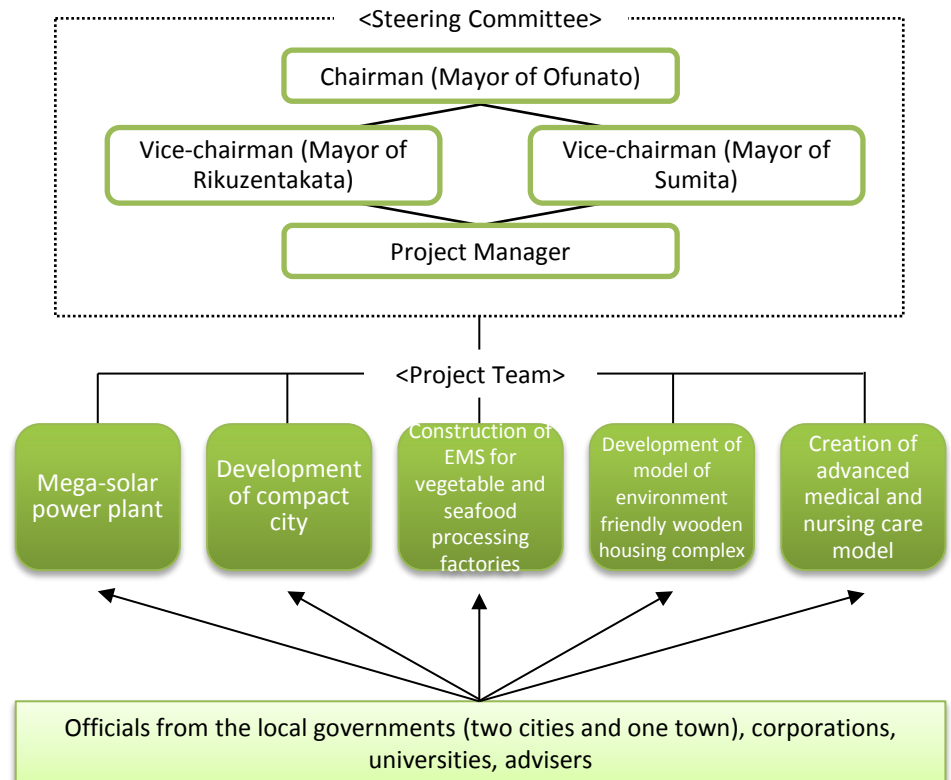 <Steering Committee>
Chairman (Mayor of Ofunato)
Vice-chairman (Mayor of
Rikuzentakata)
Vice-chairman (Mayor of
Sumita)
Project Manager
<Project Team>
Mega-solar
power plant
Development
of compact
city
Construction of
EMS for
vegetable and
seafood
processing
factories
Development of
model of
environment
friendly wooden
housing complex
Creation of
advanced
medical and
nursing care
model
Officials from the local governments (two cities and one town), corporations,
universities, advisers